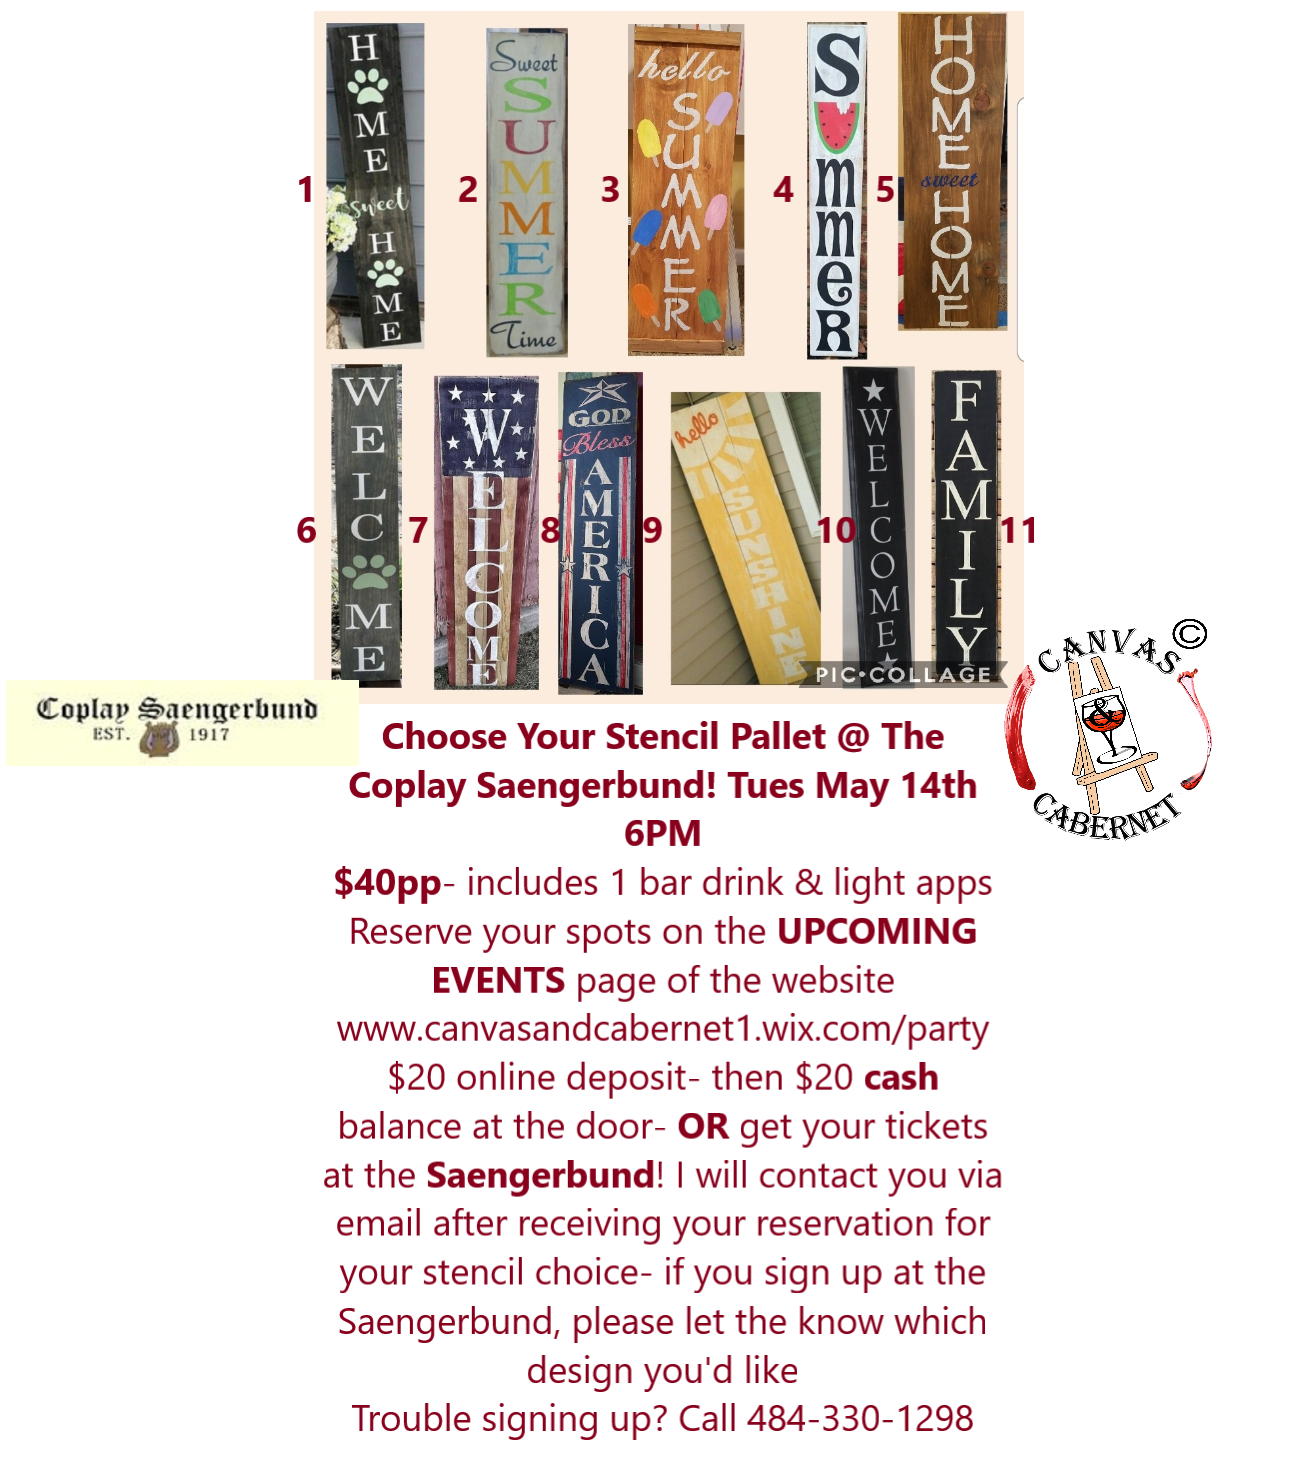 1
HOME
sweet
HOME
2
Sweet
SUMMER
Time
3
hello
SUMMER
4
SUmmeR
5
HOME
sweet
HOME
6
WELCOME
7
WELCOME
8
GOD
Bless
AMERICA
9
hello
SUNSHINE
10
WELCOME
11
FAMILY
PIC•COLLAGE
Coplay Saengerbund
EST. 1917
CANVAS ©
&
CABERNET
Choose Your Stencil Pallet @ The
Coplay Saengerbund! Tues May 14th
6PM
$40pp- includes 1 bar drink & light apps
Reserve your spots on the UPCOMING
EVENTS page of the website
www.canvasandcabernet1.wix.com/party
$20 online deposit- then $20 cash
balance at the door- OR get your tickets
at the Saengerbund! I will contact you via
email after receiving your reservation for
your stencil choice- if you sign up at the
Saengerbund, please let the know which
design you'd like
Trouble signing up? Call 484-330-1298